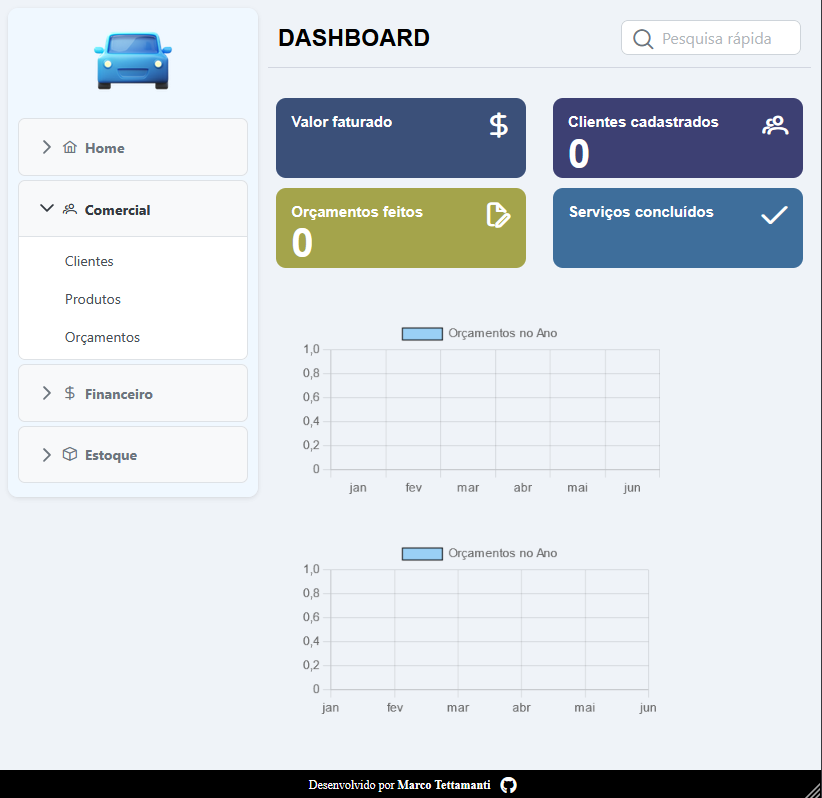 DASHBOARD
Pesquisa rápida
Home
Comercial
Clientes
Produtos
Orçamentos
Financeiro
Estoque
Valor faturado
Clientes cadastrados
0
Orçamentos feitos
0
Serviços concluídos
Orçamentos no Ano
1,0
0,8
0,6
0,4
0,2
0
jan fev mar abr mai jun
Orçamentos no Ano
1,0
0,8
0,6
0,4
0,2
0
jan fev mar abr mai jun
Desenvolvido por Marco Tettamanti